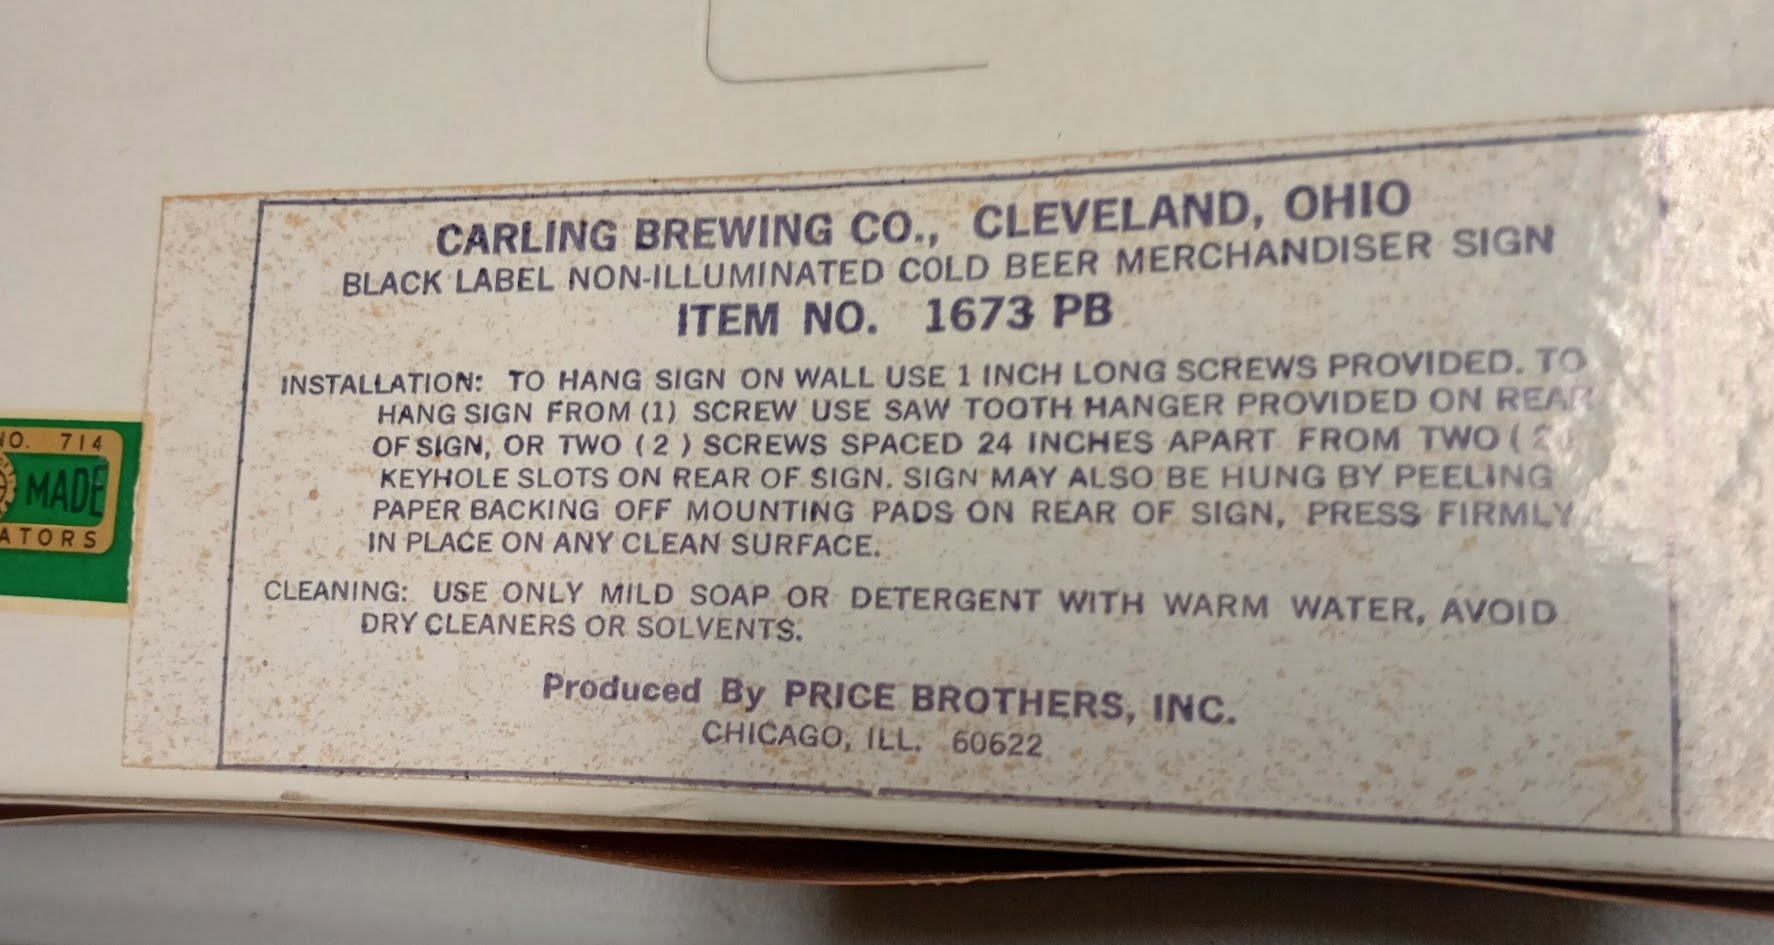 CARLING BREWING CO., CLEVELAND, OHIO
BLACK LABEL NON-ILLUMINATED COLD BEER MERCHANDISER SIGN
ITEM NO. 1673 PB
INSTALLATION: TO HANG SIGN ON WALL USE 1 INCH LONG SCREWS PROVIDED. TO
HANG SIGN FROM (1) SCREW USE SAW TOOTH HANGER PROVIDED ON REAR
OF SIGN, OR TWO (2) SCREWS SPACED 24 INCHES APART FROM TWO (2)
KEYHOLE SLOTS ON REAR OF SIGN. SIGN MAY ALSO BE HUNG BY PEELING
PAPER BACKING OFF MOUNTING PADS ON REAR OF SIGN, PRESS FIRMLY
IN PLACE ON ANY CLEAN SURFACE.
CLEANING: USE ONLY MILD SOAP OR DETERGENT WITH WARM WATER, AVOID
DRY CLEANERS OR SOLVENTS.
Produced By PRICE BROTHERS, INC.
CHICAGO, ILL. 60622
NO. 714
MADE
ATORS